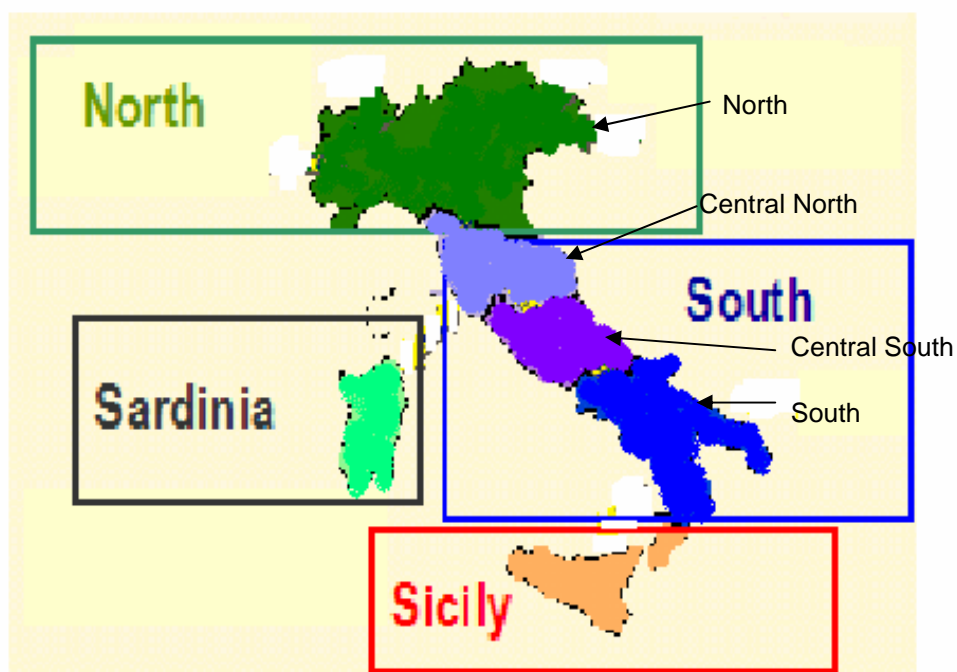 North
North
Central North
South
Central South
Sardinia
South
Sicily